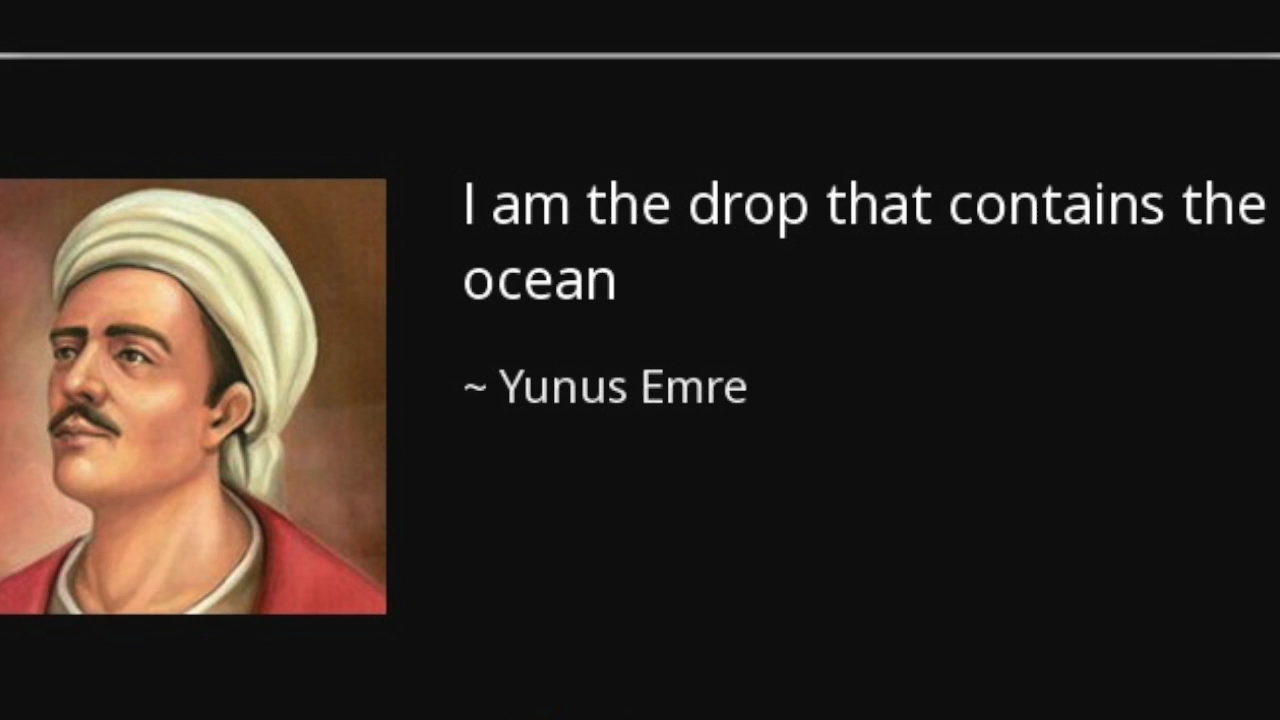 I am the drop that contains the
ocean
~ Yunus Emre